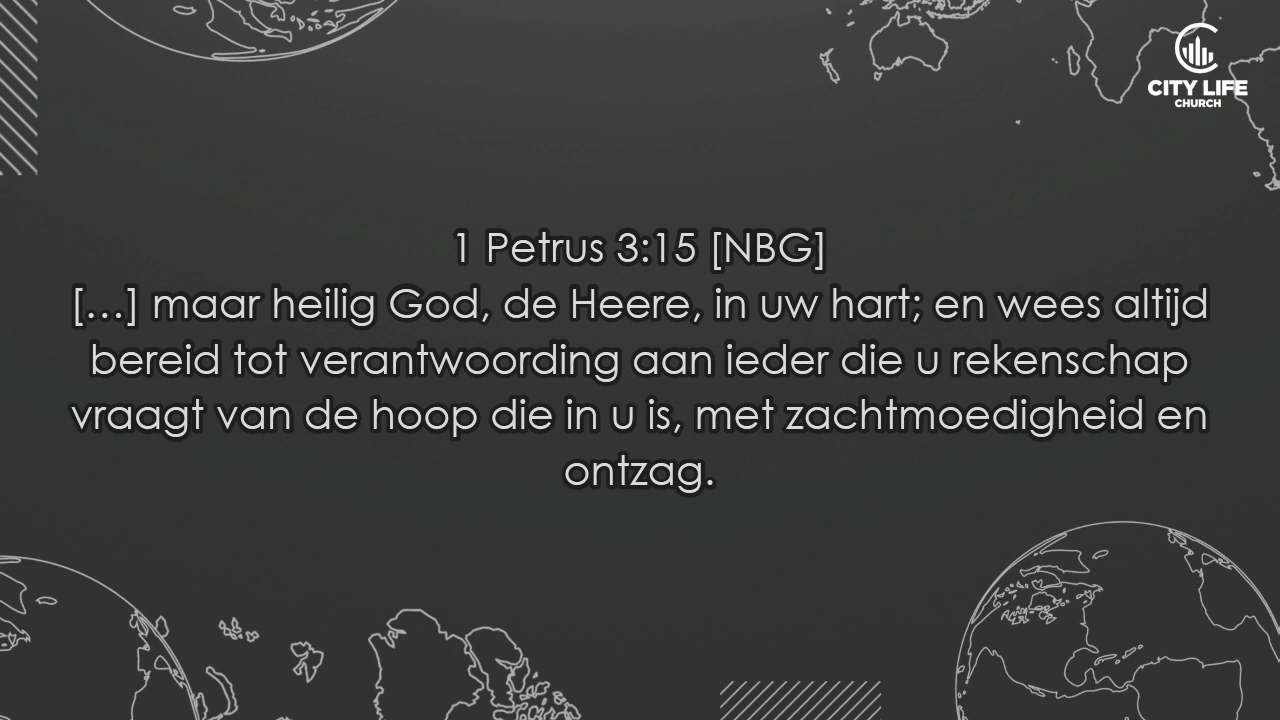 CITY LIFE
CHURCH
1 Petrus 3:15 [NBG]
[...] maar heilig God, de Heere, in uw hart; en wees altijd
bereid tot verantwoording aan ieder die u rekenschap
vraagt van de hoop die in u is, met zachtmoedigheid en
ontzag.